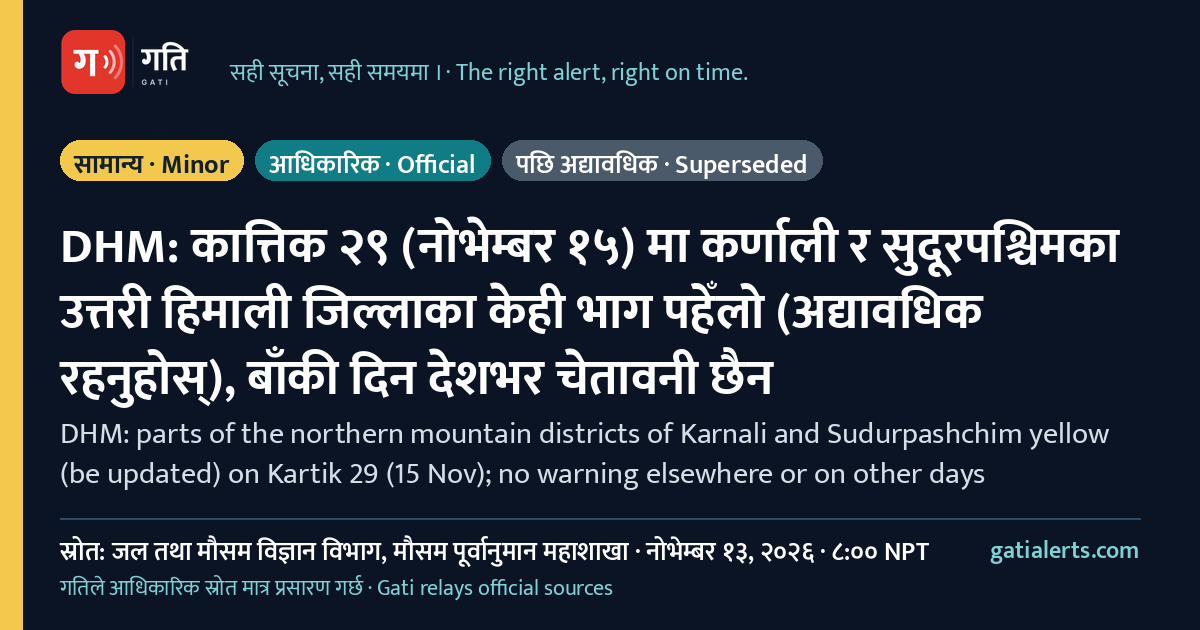 ग गति
GATI
सही सूचना, सही समयमा । · The right alert, right on time.
सामान्य · Minor
आधिकारिक · Official
पछि अद्यावधिक · Superseded
DHM: कात्तिक २९ (नोभेम्बर १५) मा कर्णाली र सुदूरपश्चिमका
उत्तरी हिमाली जिल्लाका केही भाग पहेँलो (अद्यावधिक
रहनुहोस्), बाँकी दिन देशभर चेतावनी छैन
DHM: parts of the northern mountain districts of Karnali and Sudurpashchim yellow
(be updated) on Kartik 29 (15 Nov); no warning elsewhere or on other days
स्रोत: जल तथा मौसम विज्ञान विभाग, मौसम पूर्वानुमान महाशाखा · नोभेम्बर १३, २०२६ · ८:०० NPT
gatialerts.com
गतिले आधिकारिक स्रोत मात्र प्रसारण गर्छ · Gati relays official sources